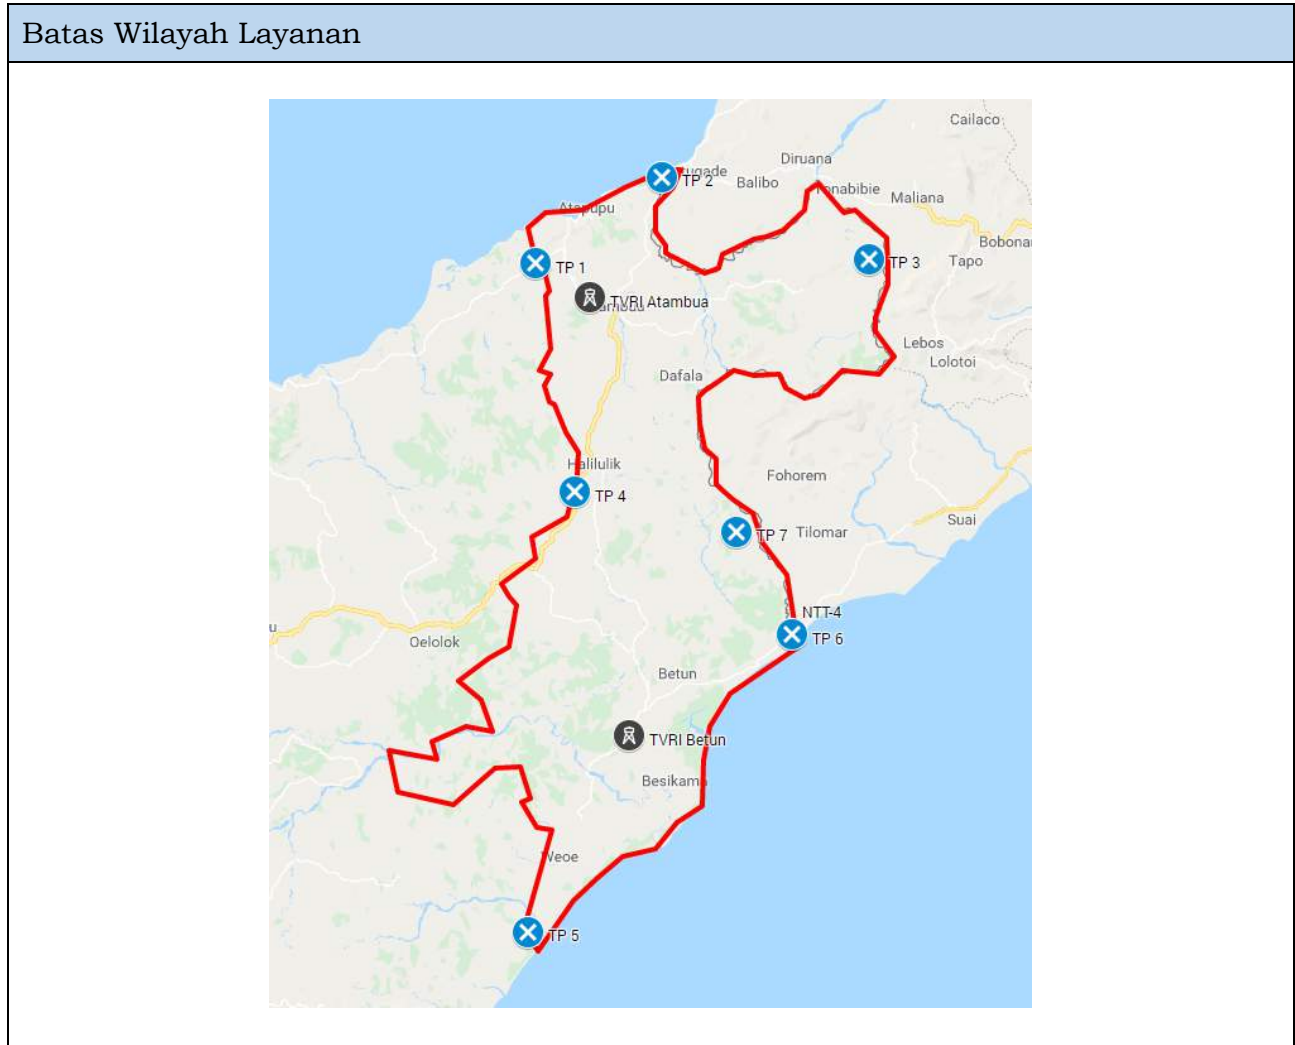 Batas Wilayah Layanan
Cailaco
Diruana
TP 2
Balibo
Maliana
Atapupu
Bobona
TP 1
TP 3
Tapo
TVRI Atambua
Lebos
Lolotoi
Dafala
Halilulik
Fohorem
TP 4
Suai
TP 7
Tilomar
NTT-4
Oelolok
TP 6
Betun
TVRI Betun
Besikama
Weoe
TP 5